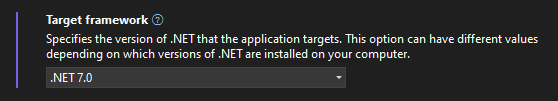 Target framework
Specifies the version of .NET that the application targets. This option can have different values
depending on which versions of .NET are installed on your computer.
.NET 7.0